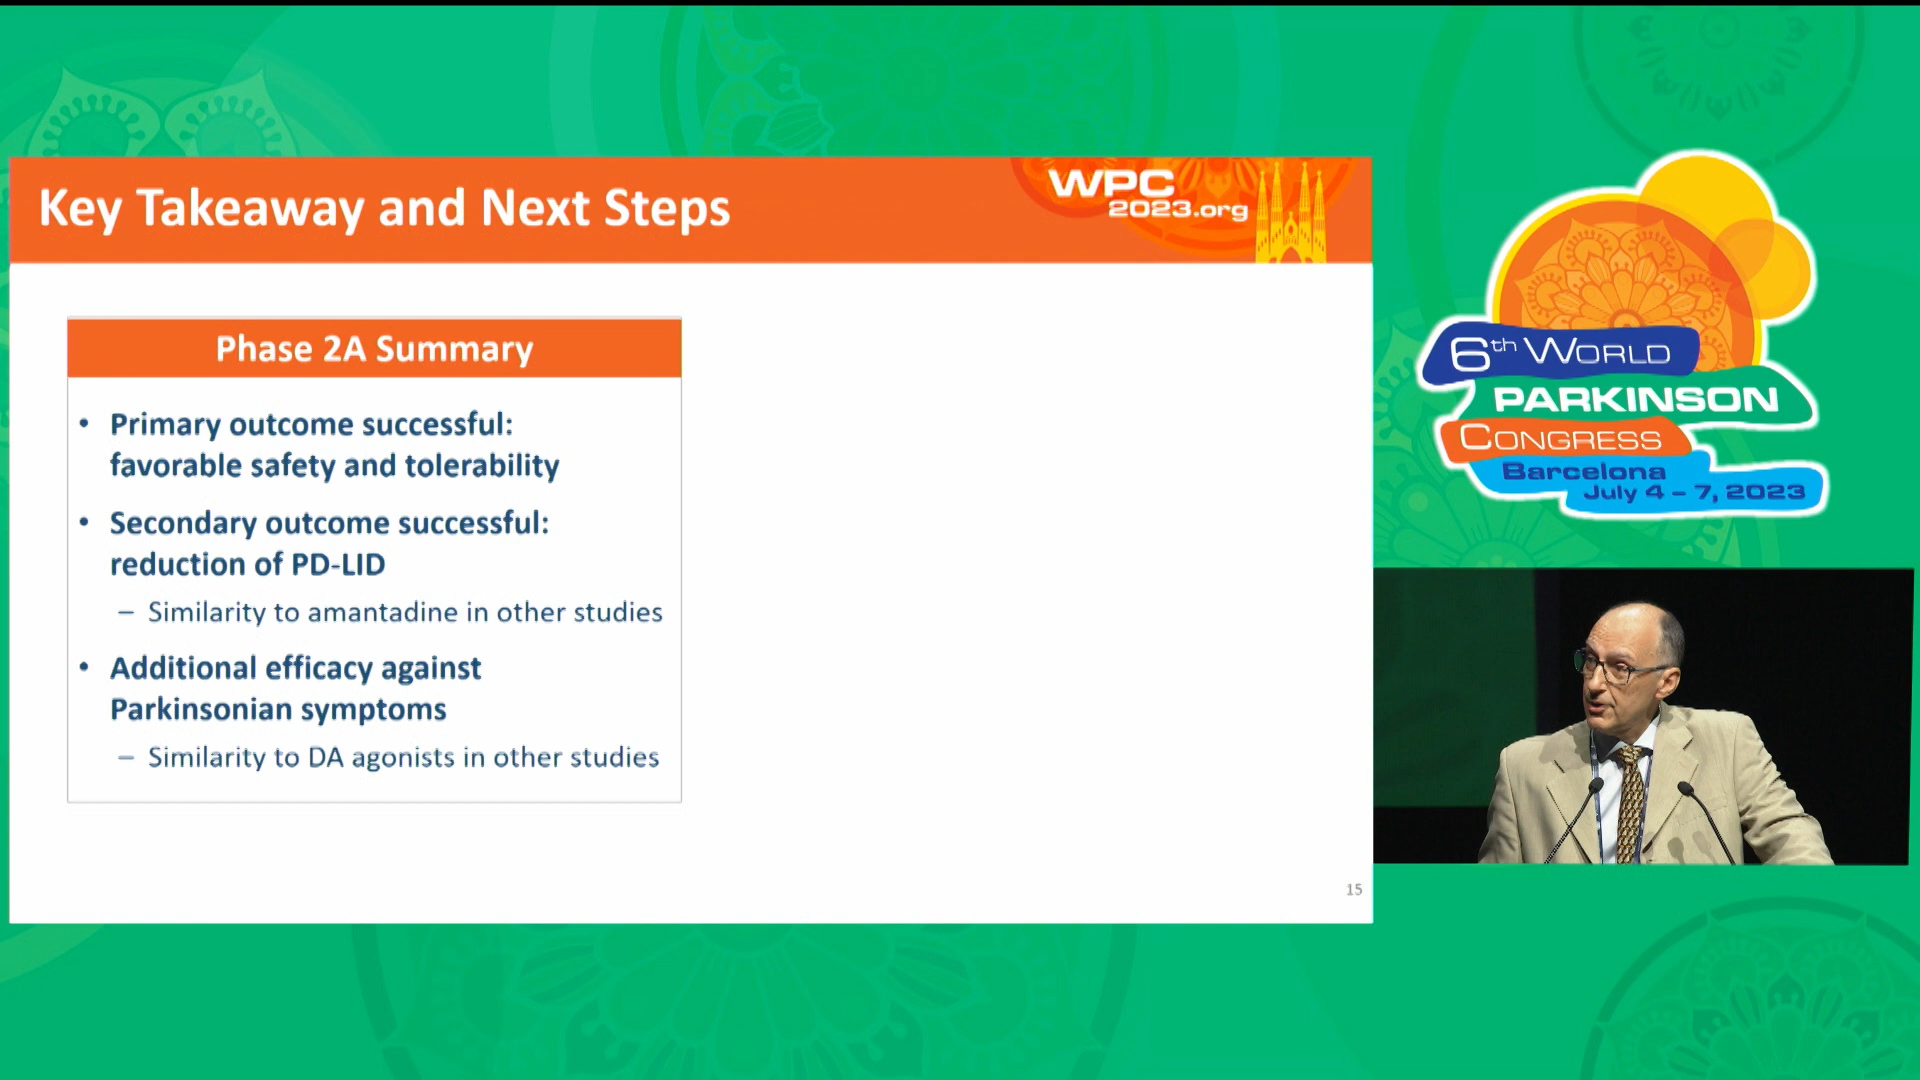 Key Takeaway and Next Steps
WPC
2023.org
Phase 2A Summary
• Primary outcome successful:
favorable safety and tolerability
• Secondary outcome successful:
reduction of PD-LID
– Similarity to amantadine in other studies
• Additional efficacy against
Parkinsonian symptoms
– Similarity to DA agonists in other studies
15
6th WORLD
PARKINSON
CONGRESS
Barcelona
July 4 – 7, 2023